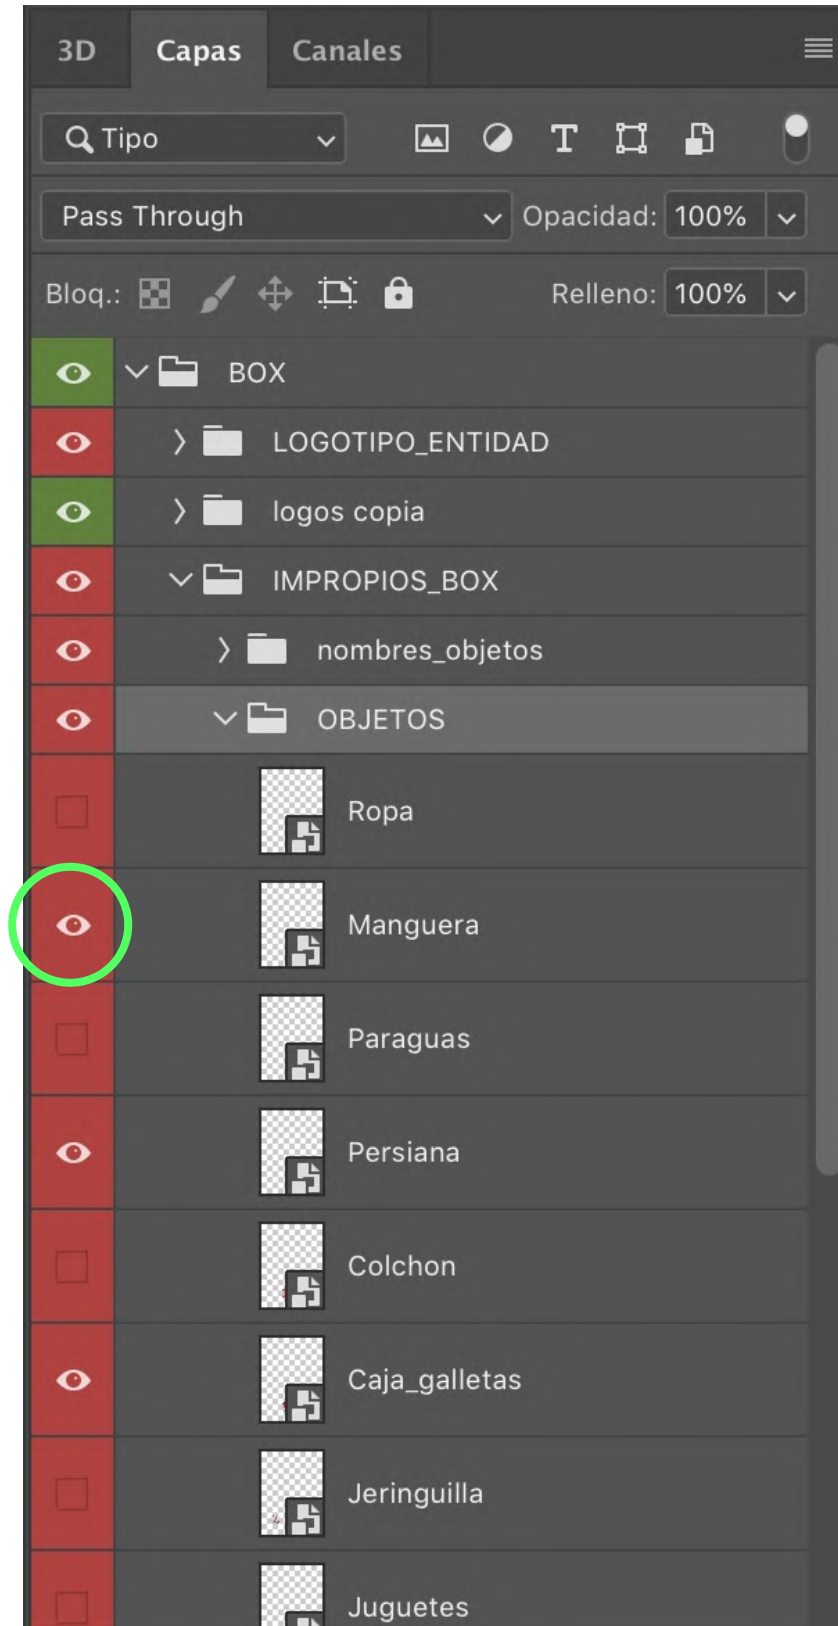 3D Capas Canales
Tipo
Pass Through Opacidad: 100%
Bloq.: Relleno: 100%
BOX
LOGOTIPO_ENTIDAD
logos copia
IMPROPIOS_BOX
nombres_objetos
OBJETOS
Ropa
Manguera
Paraguas
Persiana
Colchon
Caja_galletas
Jeringuilla
Juguetes